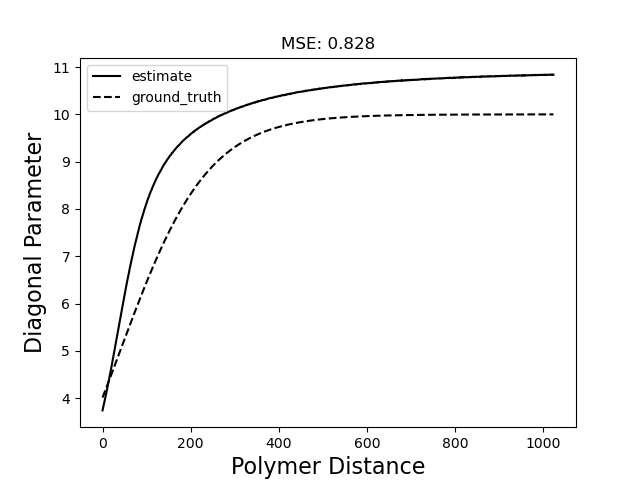 MSE: 0.828
estimate
ground_truth
11
10
9
8
7
6
5
4
Diagonal Parameter
0 200 400 600 800 1000
Polymer Distance